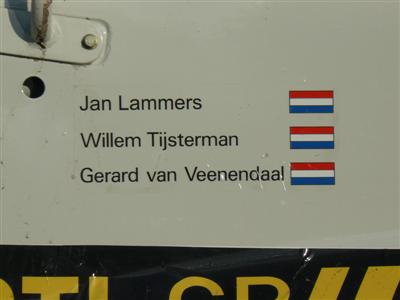 Jan Lammers
Willem Tijsterman
Gerard van Veenendaal